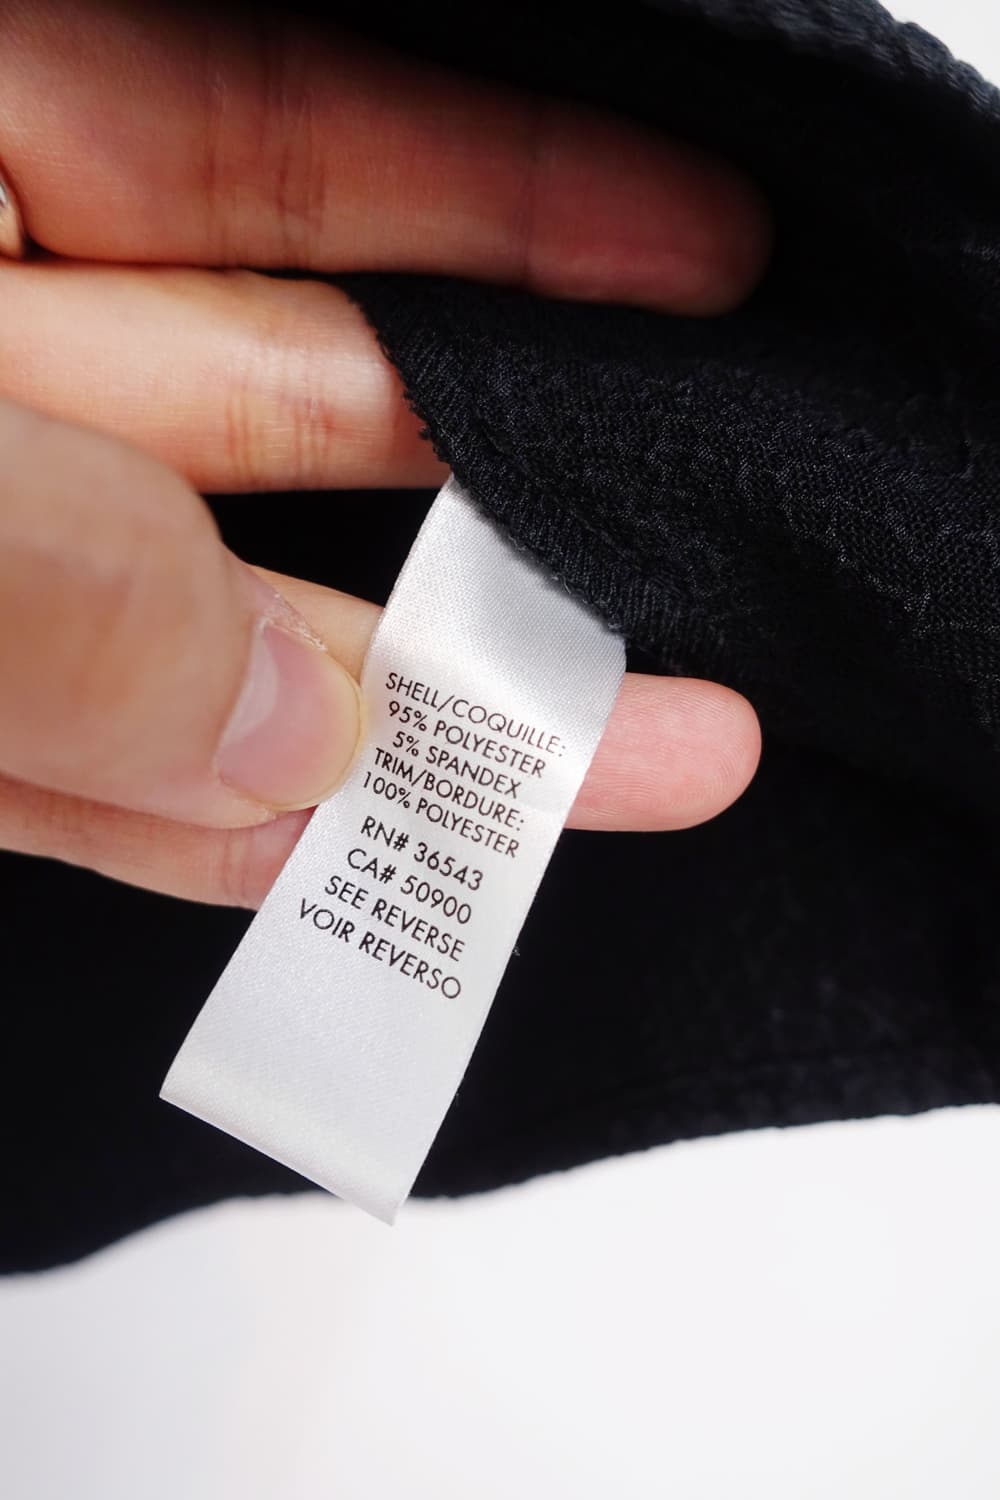 SHELL/COQUILLE:
95% POLYESTER
5% SPANDEX
TRIM/BORDURE:
100% POLYESTER
RN# 36543
CA# 50900
SEE REVERSE
VOIR REVERSO